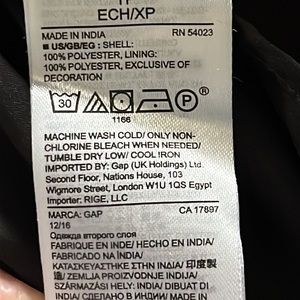 ECH/XP
MADE IN INDIA RN 54023
■ US/GB/EG : SHELL:
100% POLYESTER, LINING:
100% POLYESTER, EXCLUSIVE OF
DECORATION
30 P
1166
MACHINE WASH COLD/ ONLY NON-
CHLORINE BLEACH WHEN NEEDED/
TUMBLE DRY LOW/ COOL IRON
IMPORTED BY: Gap (UK Holdings) Ltd.
Second Floor, Nations House, 103
Wigmore Street, London W1U 1QS Egypt
Importer: RIGE, LLC
MARCA: GAP CA 17897
12/16
Одежда второго слоя
FABRIQUE EN INDE/ HECHO EN INDIA/
FABRICADO NA ÍNDIA/
ΚΑΤΑΣΚΕΥΑΣΤΗΚΕ ΣΤΗΝ ΙΝΔΙΑ/ 印度製
造/ ZEMLJA PROIZVODNJE INDIJA/
DI INDIA/ DIBUAT DI
INDIA/ СДЕЛАНО В ИНДИИ/ MADE IN